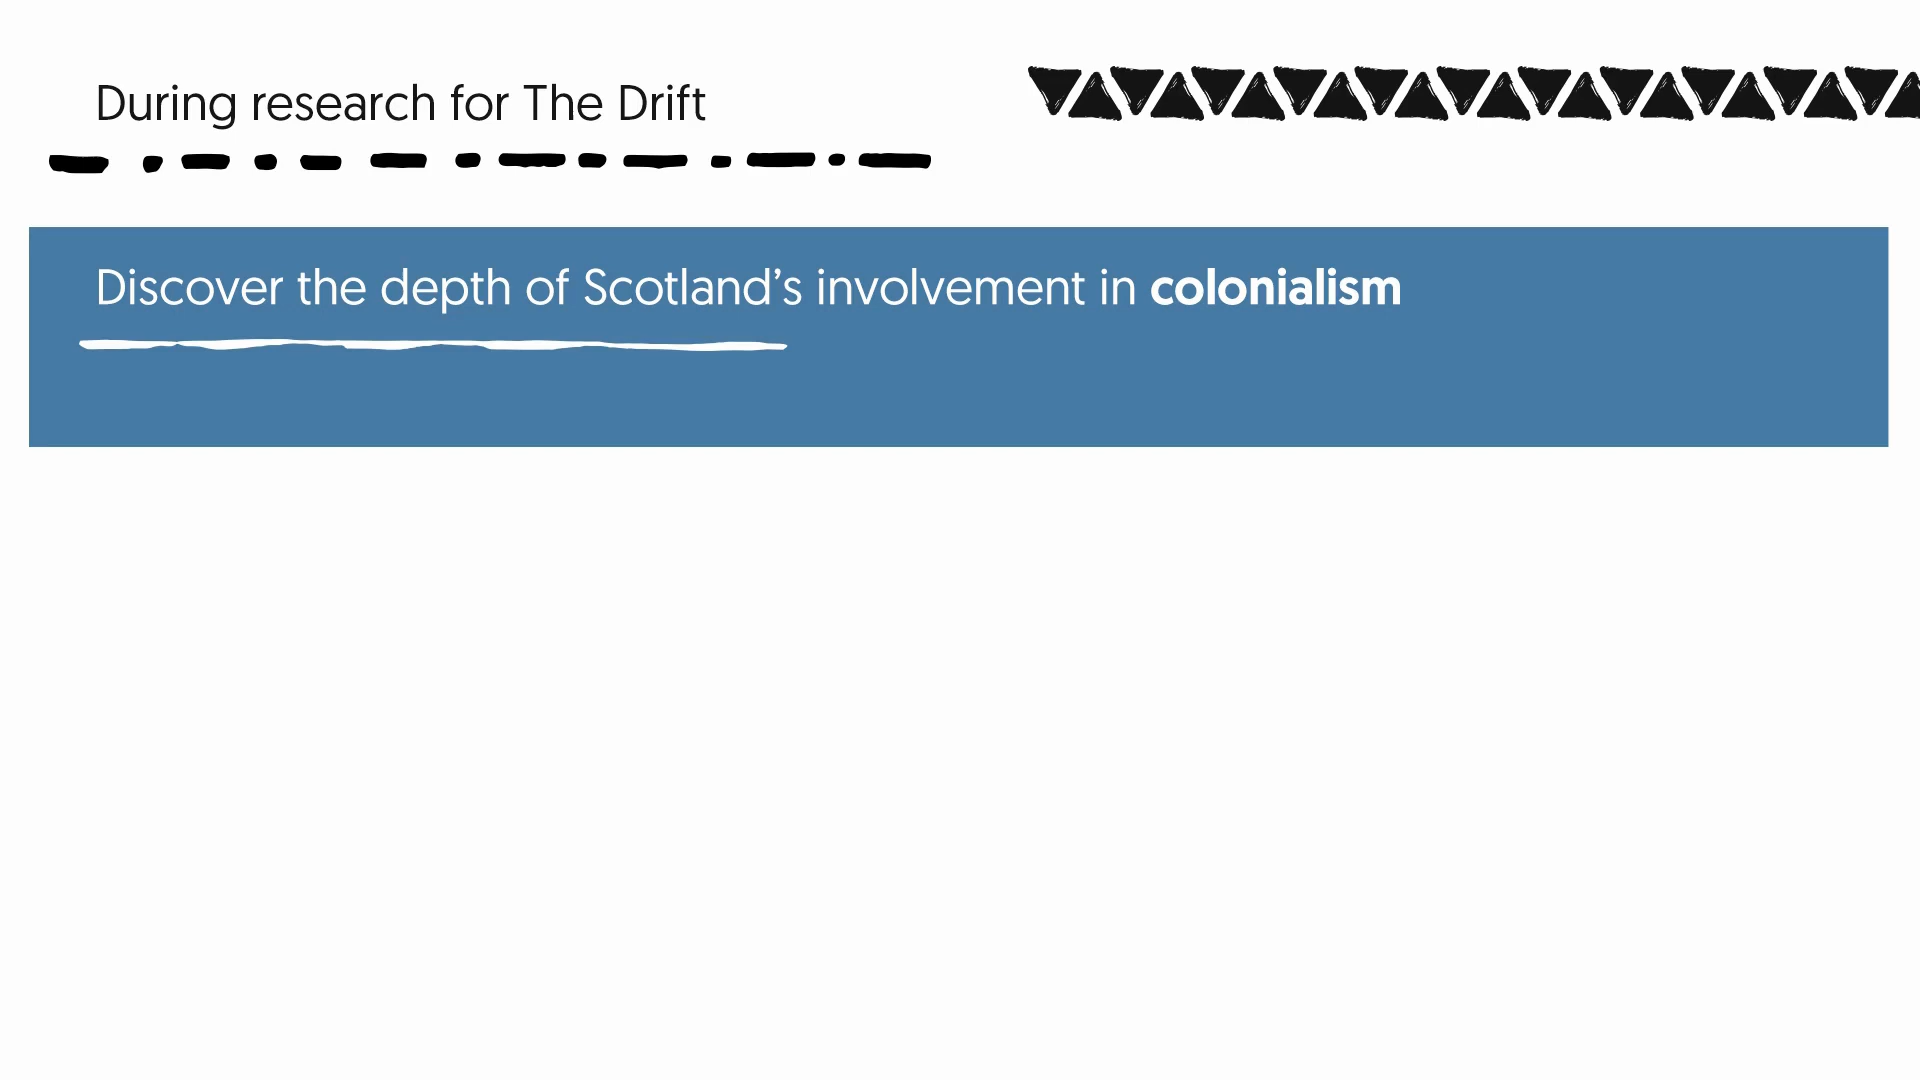 During research for The Drift
Discover the depth of Scotland’s involvement in colonialism